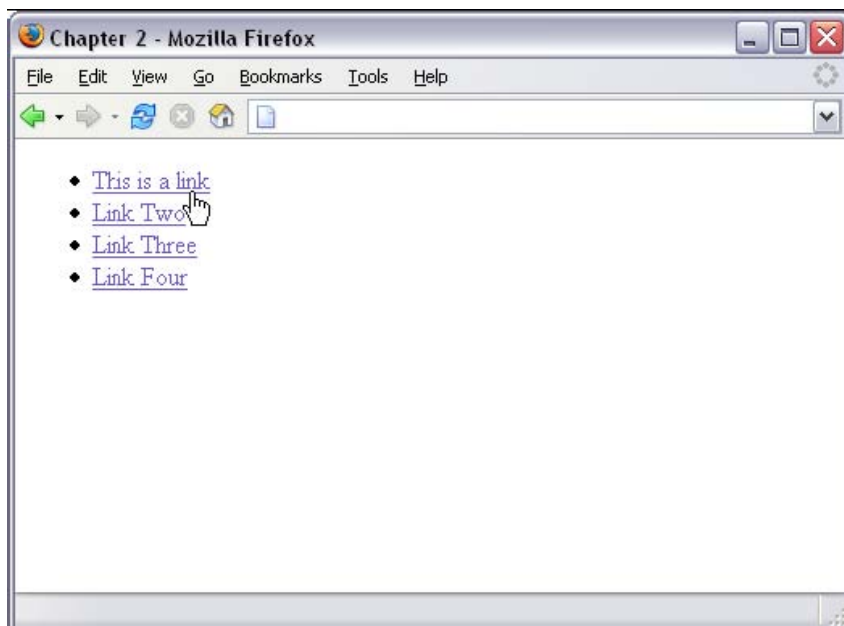 Chapter 2 - Mozilla Firefox
File Edit View Go Bookmarks Tools Help
This is a link
Link Two
Link Three
Link Four